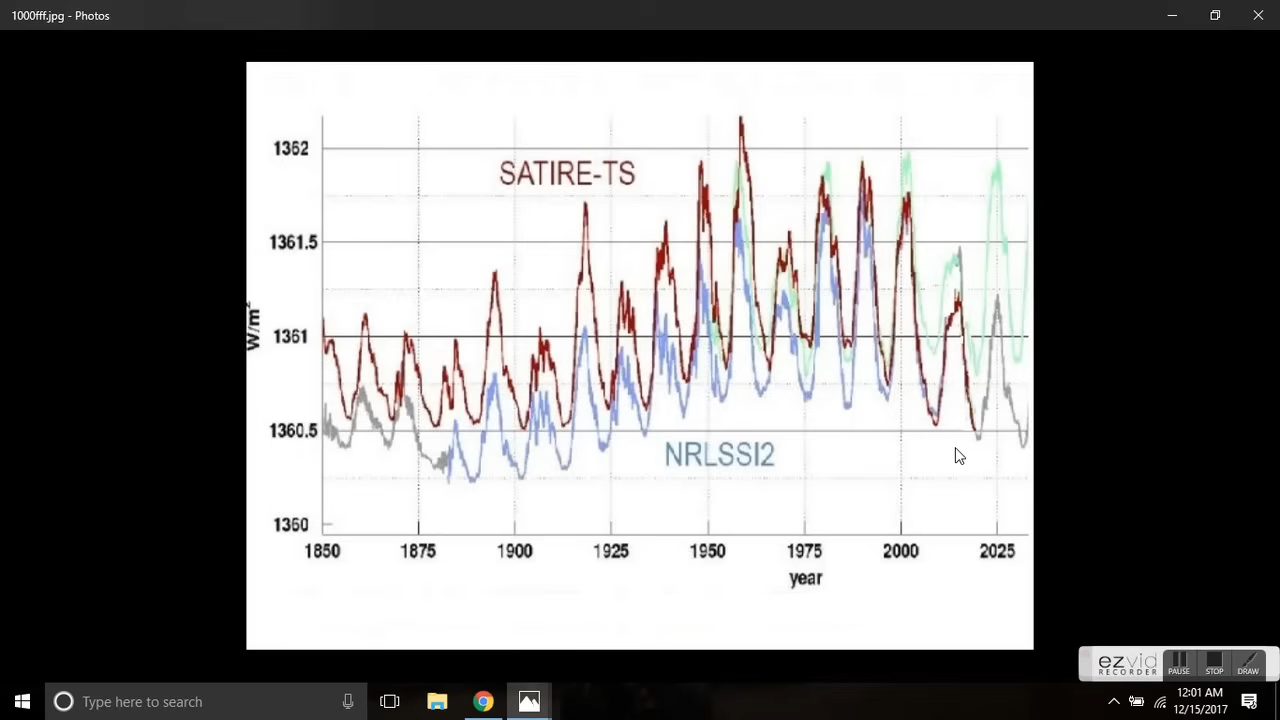 1000fff.jpg - Photos
1362
SATIRE-TS
1361.5
W/m²
1361
1360.5
NRLSSI2
1360
1850 1875 1900 1925 1950 1975 2000 2025
year
ezvid
RECORDER
PAUSE STOP DRAW
Type here to search
12:01 AM
12/15/2017